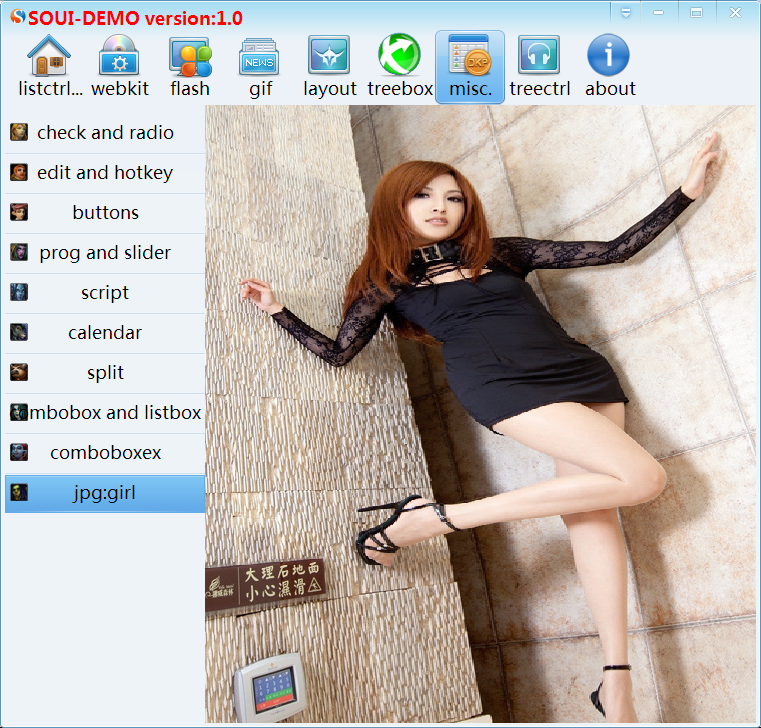 SOUI-DEMO version:1.0
listctrl... webkit flash gif layout treebox misc. treectrl about
NEWS
DKP
check and radio
edit and hotkey
buttons
prog and slider
script
calendar
split
mbobox and listbox
comboboxex
jpg:girl
大理石地面
小心濕滑